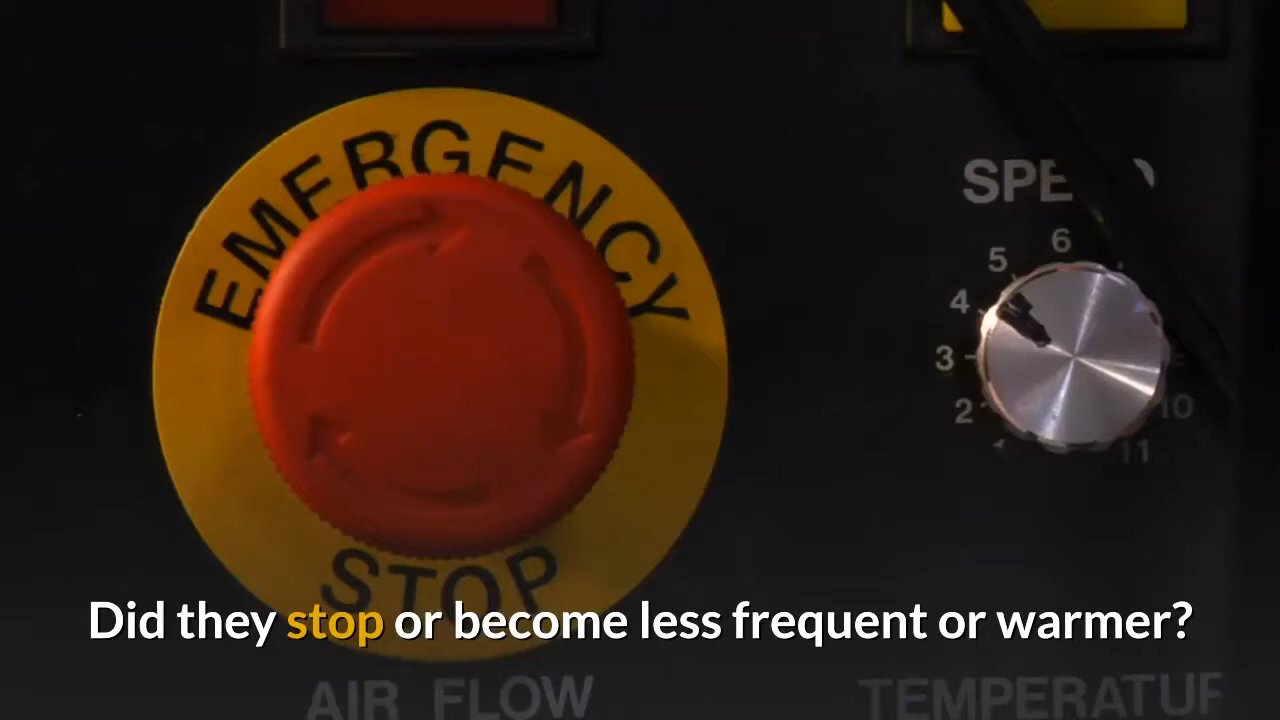 EMERGENCY
SPE
6
5
4
3
2
10
11
STOP
Did they stop or become less frequent or warmer?
AIR FLOW
TEMPERATUR